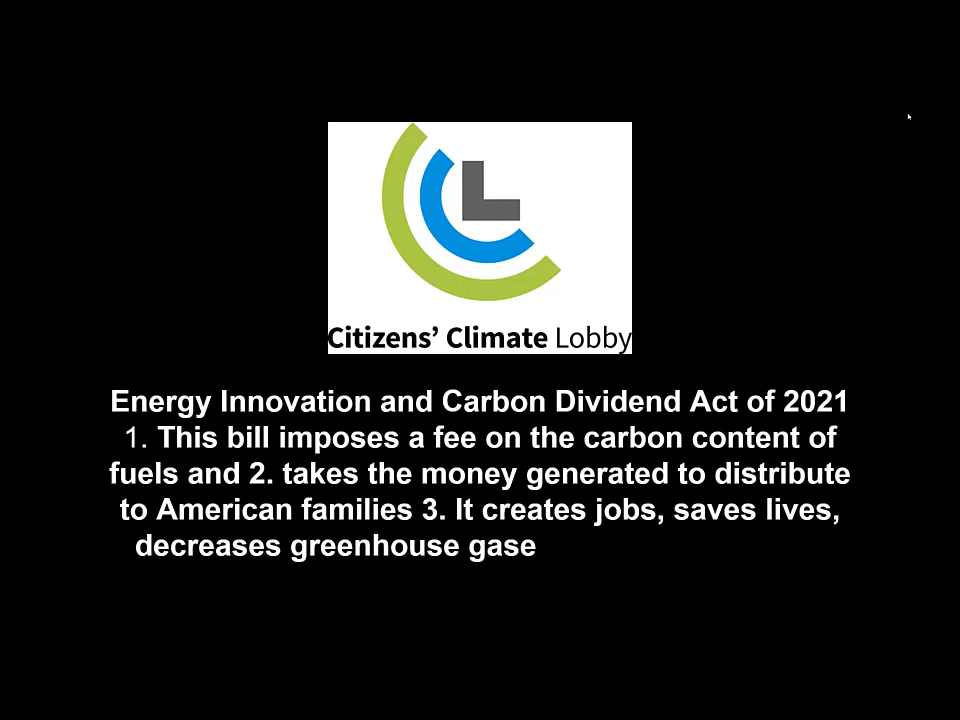 Citizens’ Climate Lobby
Energy Innovation and Carbon Dividend Act of 2021
1. This bill imposes a fee on the carbon content of
fuels and 2. takes the money generated to distribute
to American families 3. It creates jobs, saves lives,
decreases greenhouse gase